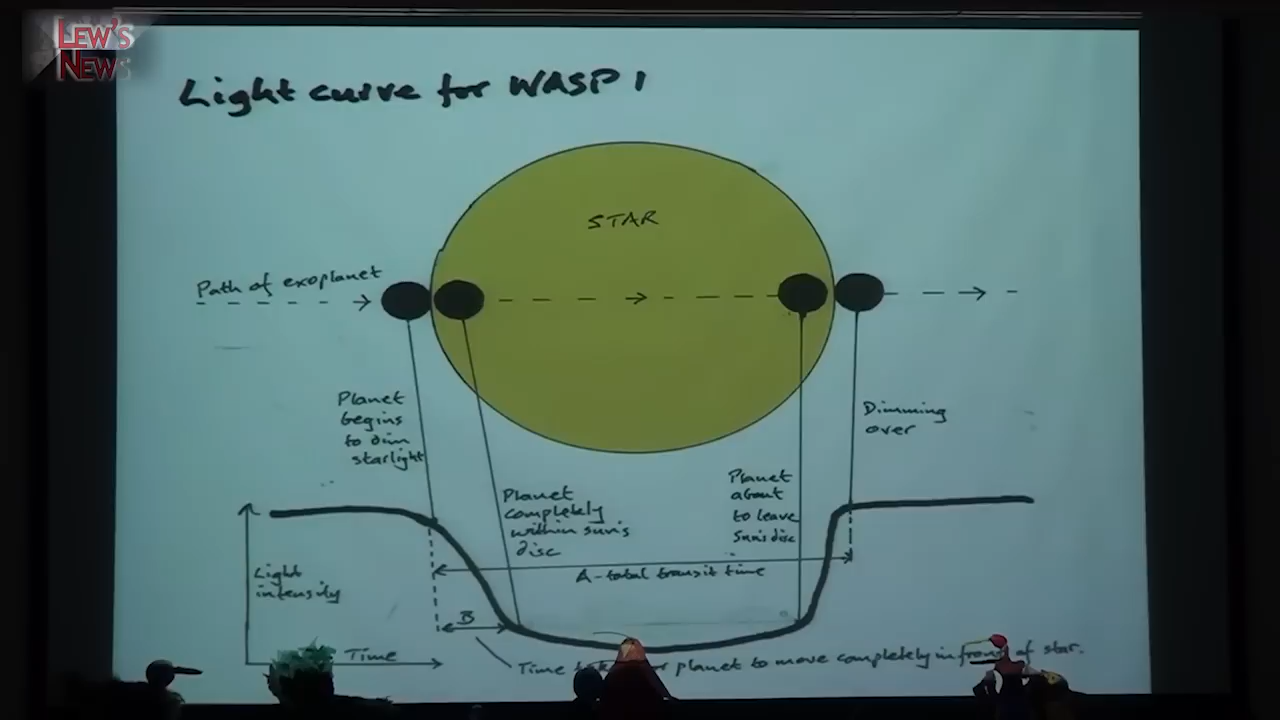 LEW'S
NEWS
Light curve for WASP 1
STAR
Path of exoplanet
Planet
begins
to dim
starlight
Dimming
over
Planet
completely
within sun's
disc
Planet
about
to leave
sun's disc
A-total transit time
Light
intensity
B
Time
Time planet to move completely in front of star.